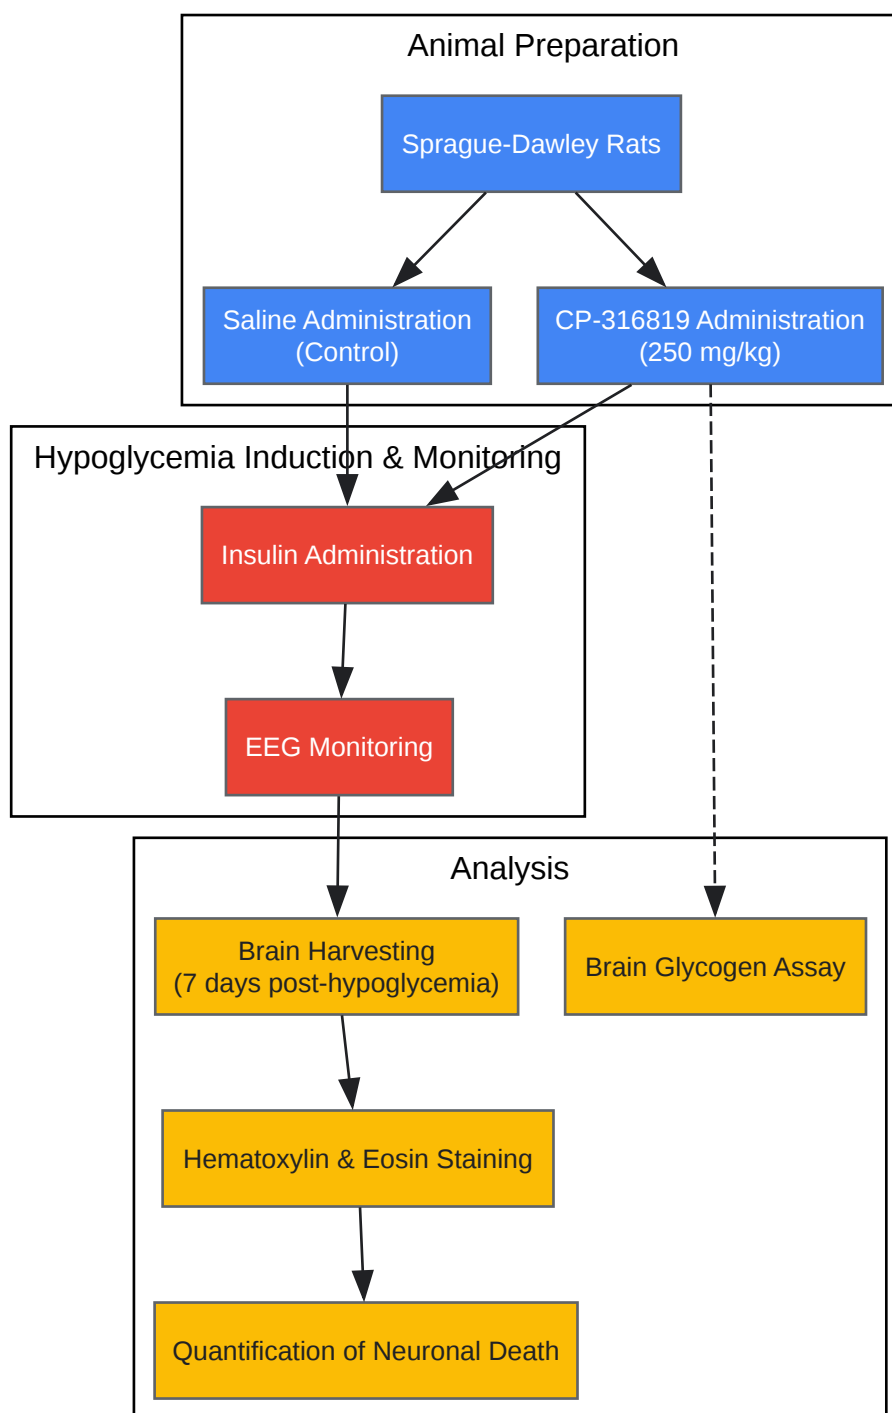 Animal Preparation
Sprague-Dawley Rats
Saline Administration
(Control)
CP-316819 Administration
(250 mg/kg)
Hypoglycemia Induction & Monitoring
Insulin Administration
EEG Monitoring
Analysis
Brain Harvesting
(7 days post-hypoglycemia)
Brain Glycogen Assay
Hematoxylin & Eosin Staining
Quantification of Neuronal Death